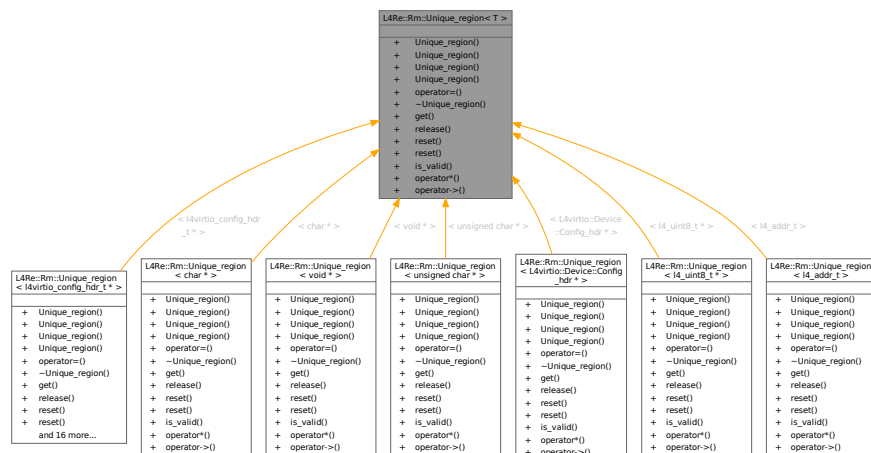 L4Re::Rm::Unique_region< T >
+ Unique_region()
+ Unique_region()
+ Unique_region()
+ Unique_region()
+ operator=()
+ ~Unique_region()
+ get()
+ release()
+ reset()
+ reset()
+ is_valid()
+ operator*()
+ operator->()
< l4virtio_config_hdr
_t * >
< char * >
< void * >
< unsigned char * >
< L4virtio::Device
::Config_hdr * >
< l4_uint8_t * >
< l4_addr_t >
L4Re::Rm::Unique_region
< l4virtio_config_hdr_t * >
+ Unique_region()
+ Unique_region()
+ Unique_region()
+ Unique_region()
+ operator=()
+ ~Unique_region()
+ get()
+ release()
+ reset()
+ reset()
and 16 more...
L4Re::Rm::Unique_region
< char * >
+ Unique_region()
+ Unique_region()
+ Unique_region()
+ Unique_region()
+ operator=()
+ ~Unique_region()
+ get()
+ release()
+ reset()
+ reset()
+ is_valid()
+ operator*()
+ operator->()
L4Re::Rm::Unique_region
< void * >
+ Unique_region()
+ Unique_region()
+ Unique_region()
+ Unique_region()
+ operator=()
+ ~Unique_region()
+ get()
+ release()
+ reset()
+ reset()
+ is_valid()
+ operator*()
+ operator->()
L4Re::Rm::Unique_region
< unsigned char * >
+ Unique_region()
+ Unique_region()
+ Unique_region()
+ Unique_region()
+ operator=()
+ ~Unique_region()
+ get()
+ release()
+ reset()
+ reset()
+ is_valid()
+ operator*()
+ operator->()
L4Re::Rm::Unique_region
< L4virtio::Device::Config
_hdr * >
+ Unique_region()
+ Unique_region()
+ Unique_region()
+ Unique_region()
+ operator=()
+ ~Unique_region()
+ get()
+ release()
+ reset()
+ reset()
+ is_valid()
+ operator*()
+ operator->()
L4Re::Rm::Unique_region
< l4_uint8_t * >
+ Unique_region()
+ Unique_region()
+ Unique_region()
+ Unique_region()
+ operator=()
+ ~Unique_region()
+ get()
+ release()
+ reset()
+ reset()
+ is_valid()
+ operator*()
+ operator->()
L4Re::Rm::Unique_region
< l4_addr_t >
+ Unique_region()
+ Unique_region()
+ Unique_region()
+ Unique_region()
+ operator=()
+ ~Unique_region()
+ get()
+ release()
+ reset()
+ reset()
+ is_valid()
+ operator*()
+ operator->()